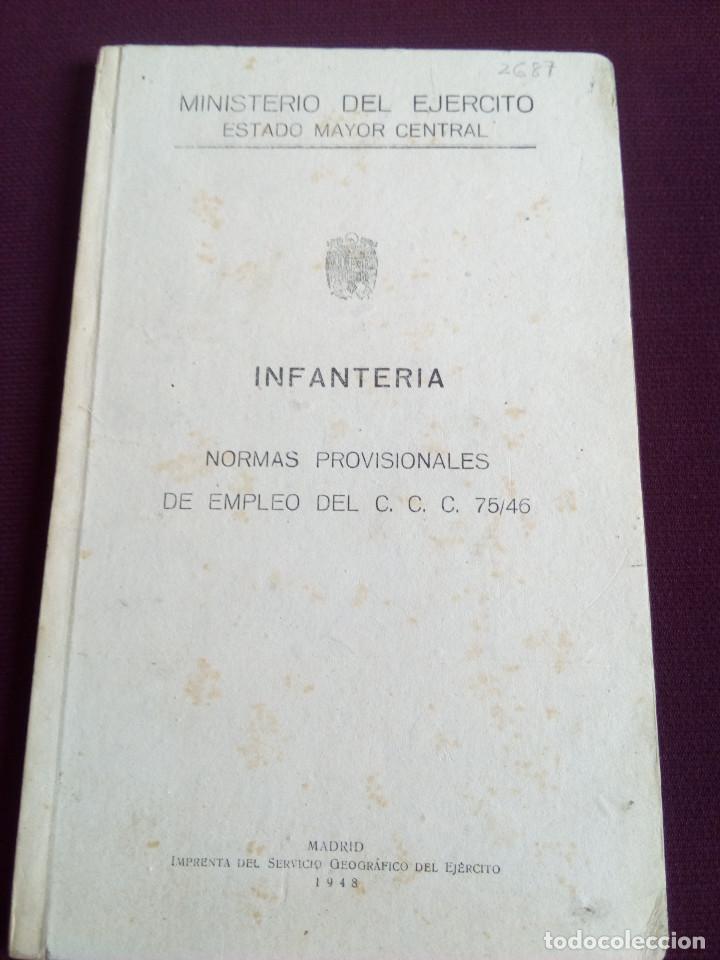 2687
MINISTERIO DEL EJERCITO
ESTADO MAYOR CENTRAL
INFANTERIA
NORMAS PROVISIONALES
DE EMPLEO DEL C. C. C. 75/46
MADRID
IMPRENTA DEL SERVICIO GEOGRÁFICO DEL EJÉRCITO
1948
todocoleccion